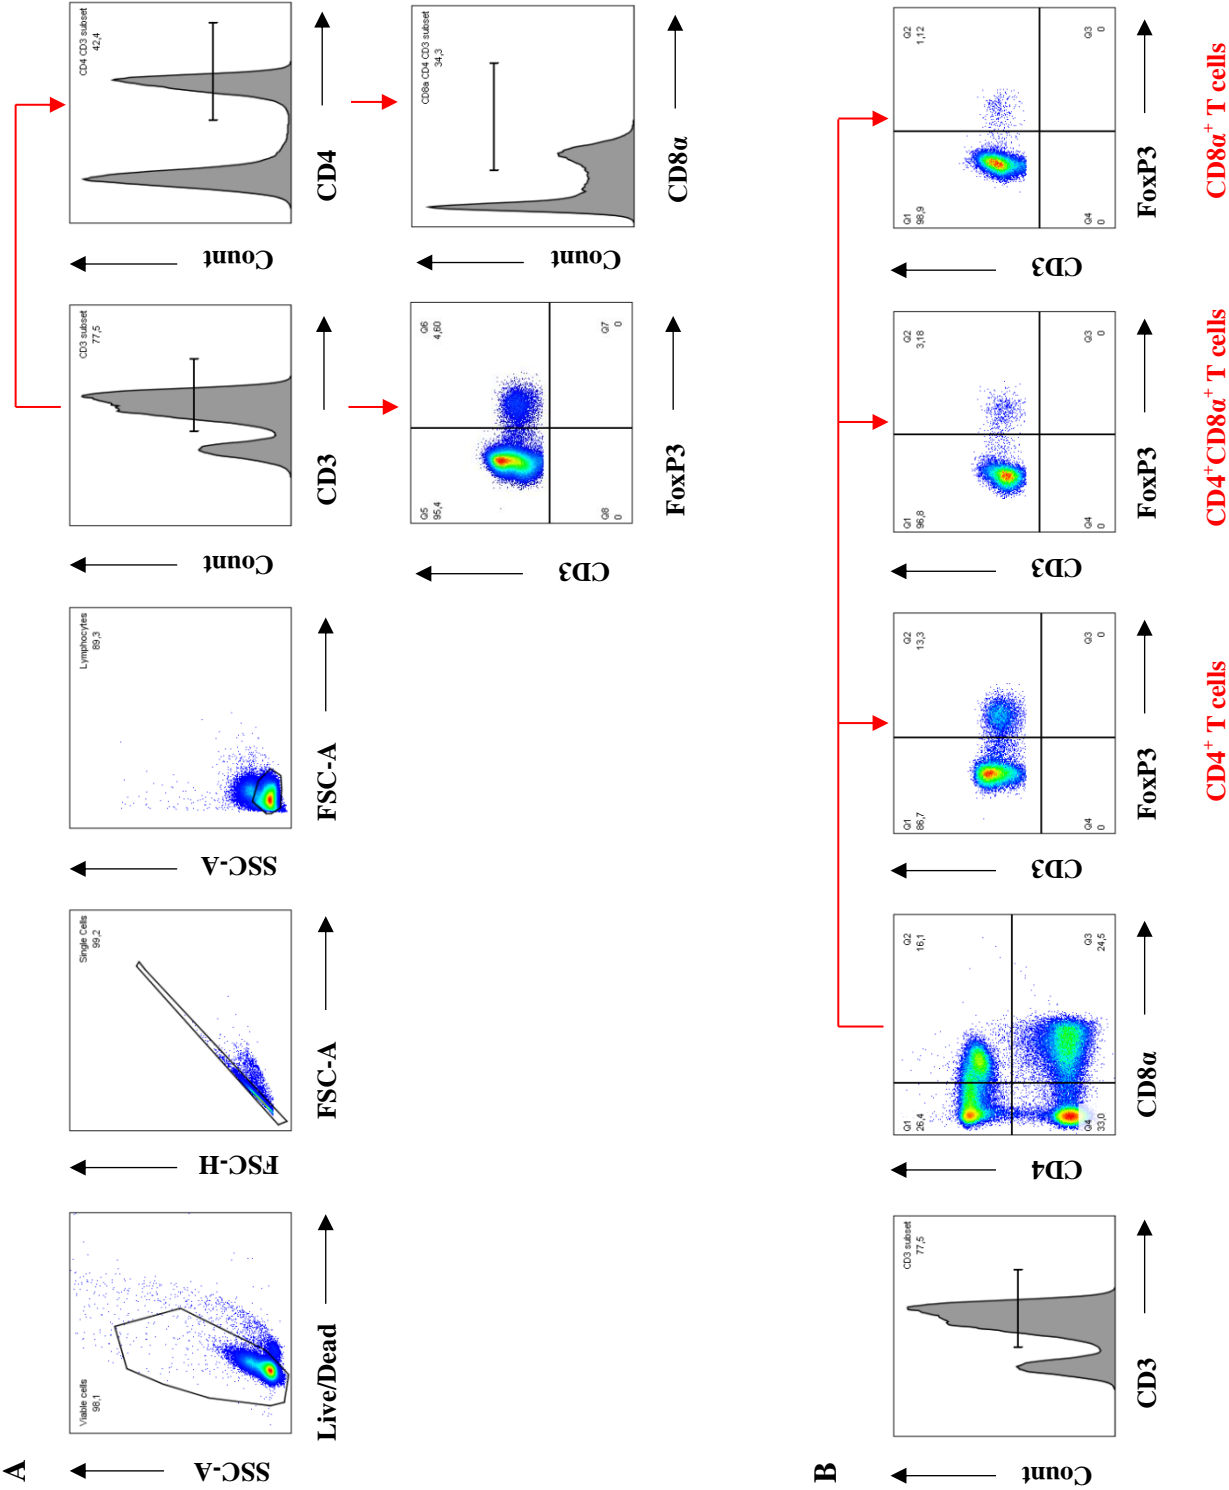 A
Viable cells
98,1
SSC-A
Live/Dead
Single Cells
99,2
FSC-H
FSC-A
Lymphocytes
89,3
SSC-A
FSC-A
CD3 subset
77,5
Count
CD3
CD4 CD3 subset
42,4
Count
CD4
Q5
95,4
Q6
4,60
Q8
0
Q7
0
CD3
FoxP3
CD8a CD4 CD3 subset
34,3
Count
CD8α
B
CD3 subset
77,5
Count
CD3
Q1
26,4
Q2
16,1
Q4
33,0
Q3
24,5
CD4
CD8α
Q1
86,7
Q2
13,3
Q4
0
Q3
0
CD3
FoxP3
CD4⁺ T cells
Q1
96,8
Q2
3,18
Q4
0
Q3
0
CD3
FoxP3
CD4⁺CD8α⁺ T cells
Q1
98,9
Q2
1,12
Q4
0
Q3
0
CD3
FoxP3
CD8α⁺ T cells